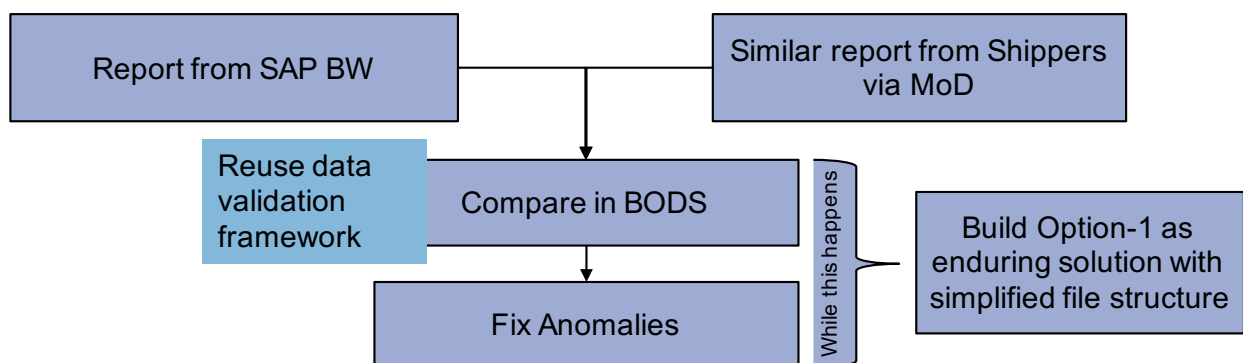 Report from SAP BW
Similar report from Shippers
via MoD
Reuse data
validation
framework
Compare in BODS
Fix Anomalies
While this happens
Build Option-1 as
enduring solution with
simplified file structure